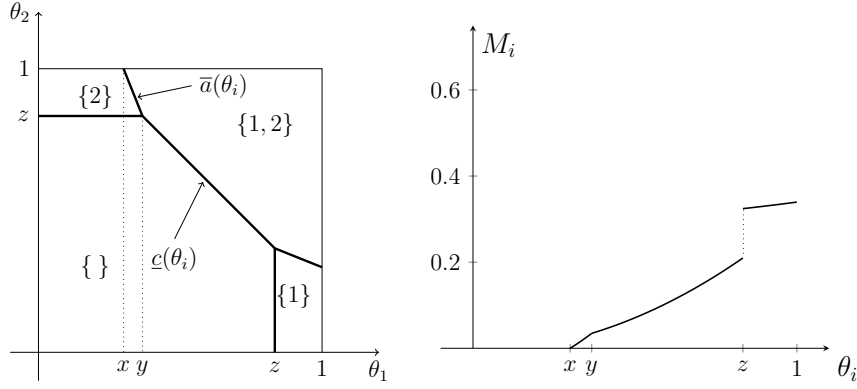 θ₂
1
{2}
a̅(θᵢ)
z
{1, 2}
c̲(θᵢ)
{ }
{1}
x y z 1 θ₁
Mᵢ
0.6
0.4
0.2
x y z 1 θᵢ